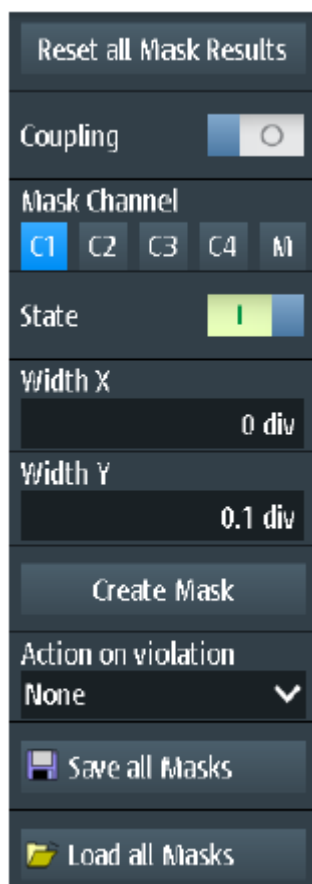 Reset all Mask Results
Coupling
Mask Channel
C1 C2 C3 C4 M
State
Width X
0 div
Width Y
0.1 div
Create Mask
Action on violation
None
Save all Masks
Load all Masks